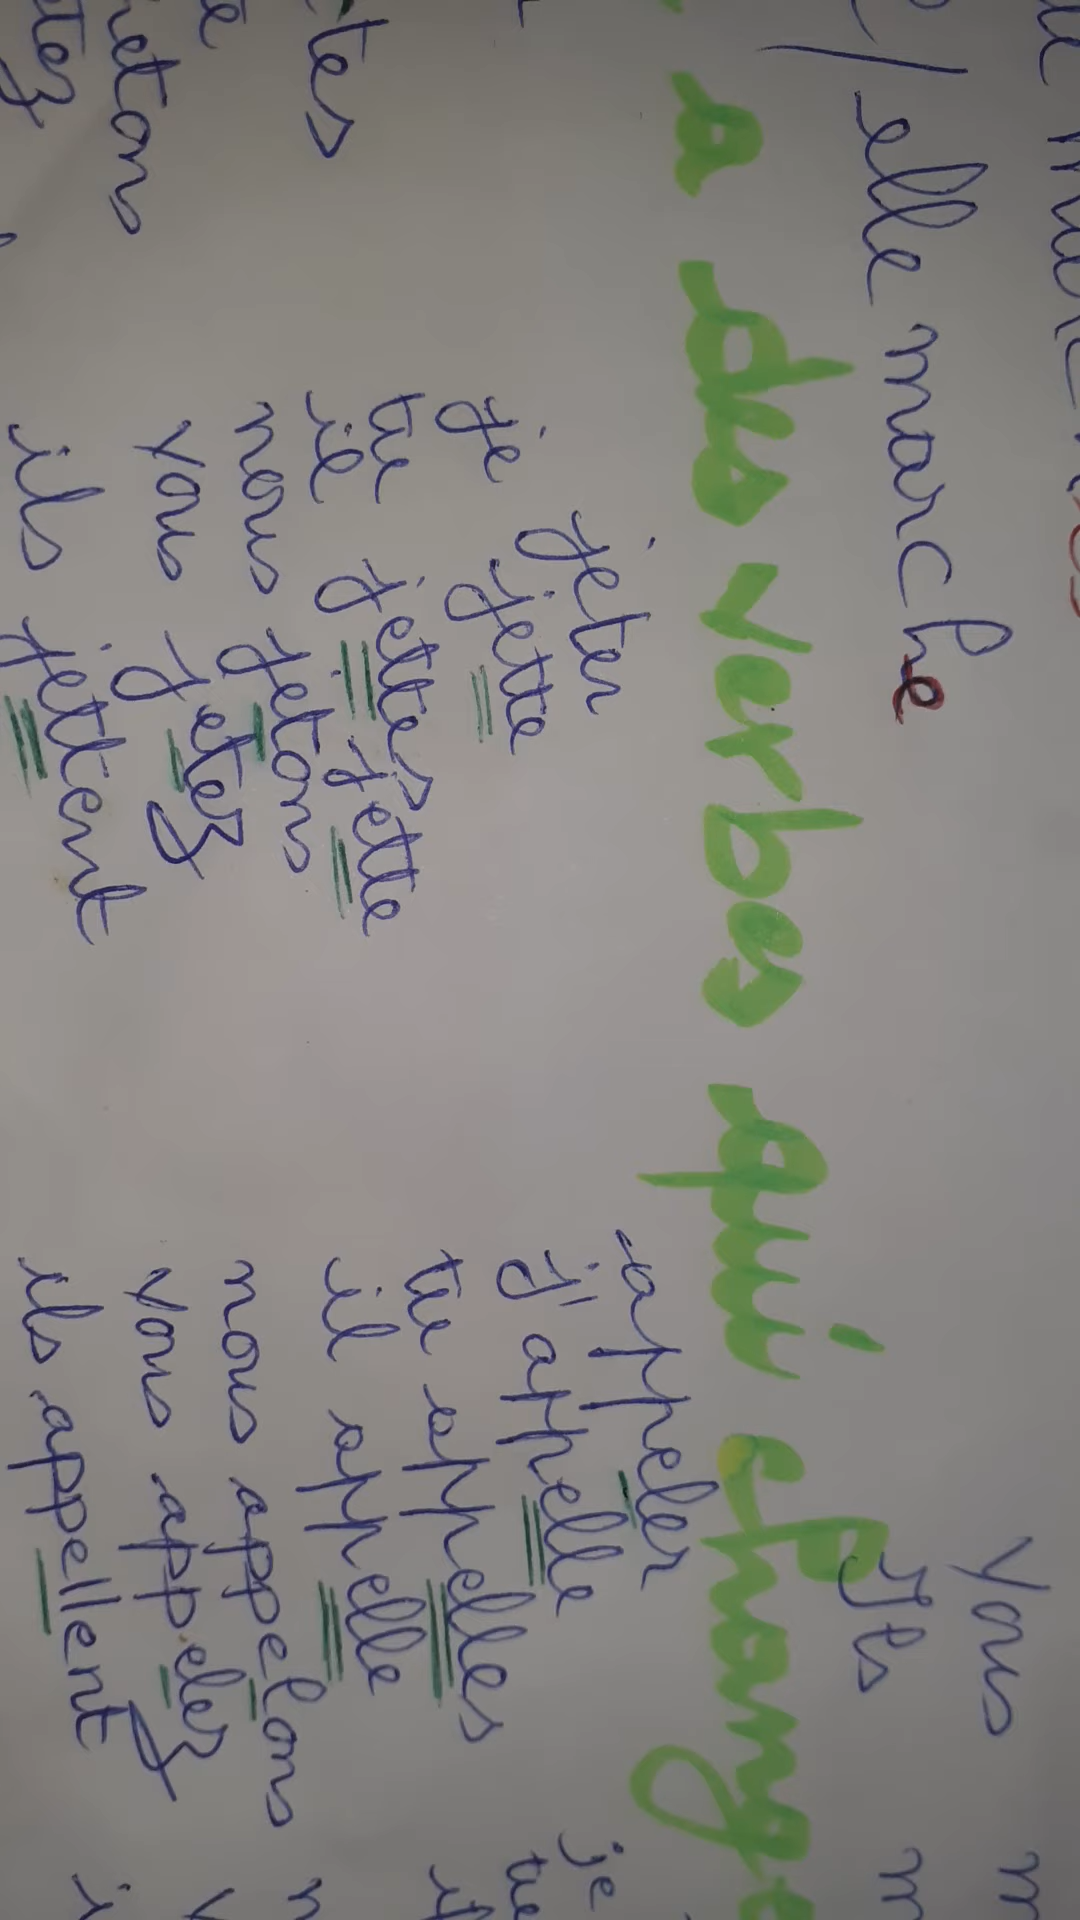 elle marche
Vous
Ils
a des verbes qui change
jeter
je jette
tu jettes
il jette
nous jetons
vous jetez
ils jettent
appeler
j'appelle
tu appelles
il appelle
nous appelons
vous appelez
ils appellent
je
tu